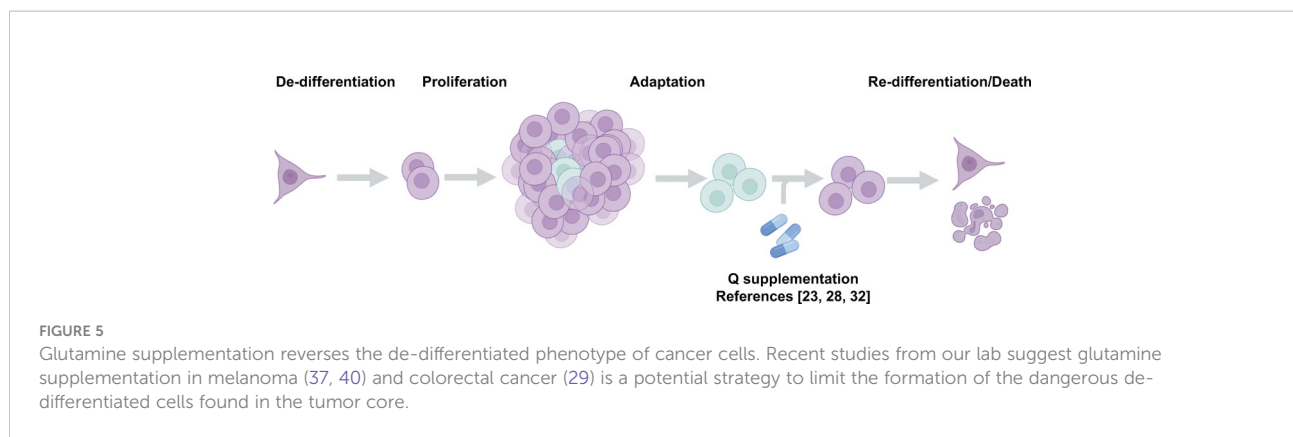 De-differentiation Proliferation Adaptation Re-differentiation/Death
Q supplementation
References [23, 28, 32]
FIGURE 5
Glutamine supplementation reverses the de-differentiated phenotype of cancer cells. Recent studies from our lab suggest glutamine
supplementation in melanoma (37, 40) and colorectal cancer (29) is a potential strategy to limit the formation of the dangerous de-
differentiated cells found in the tumor core.